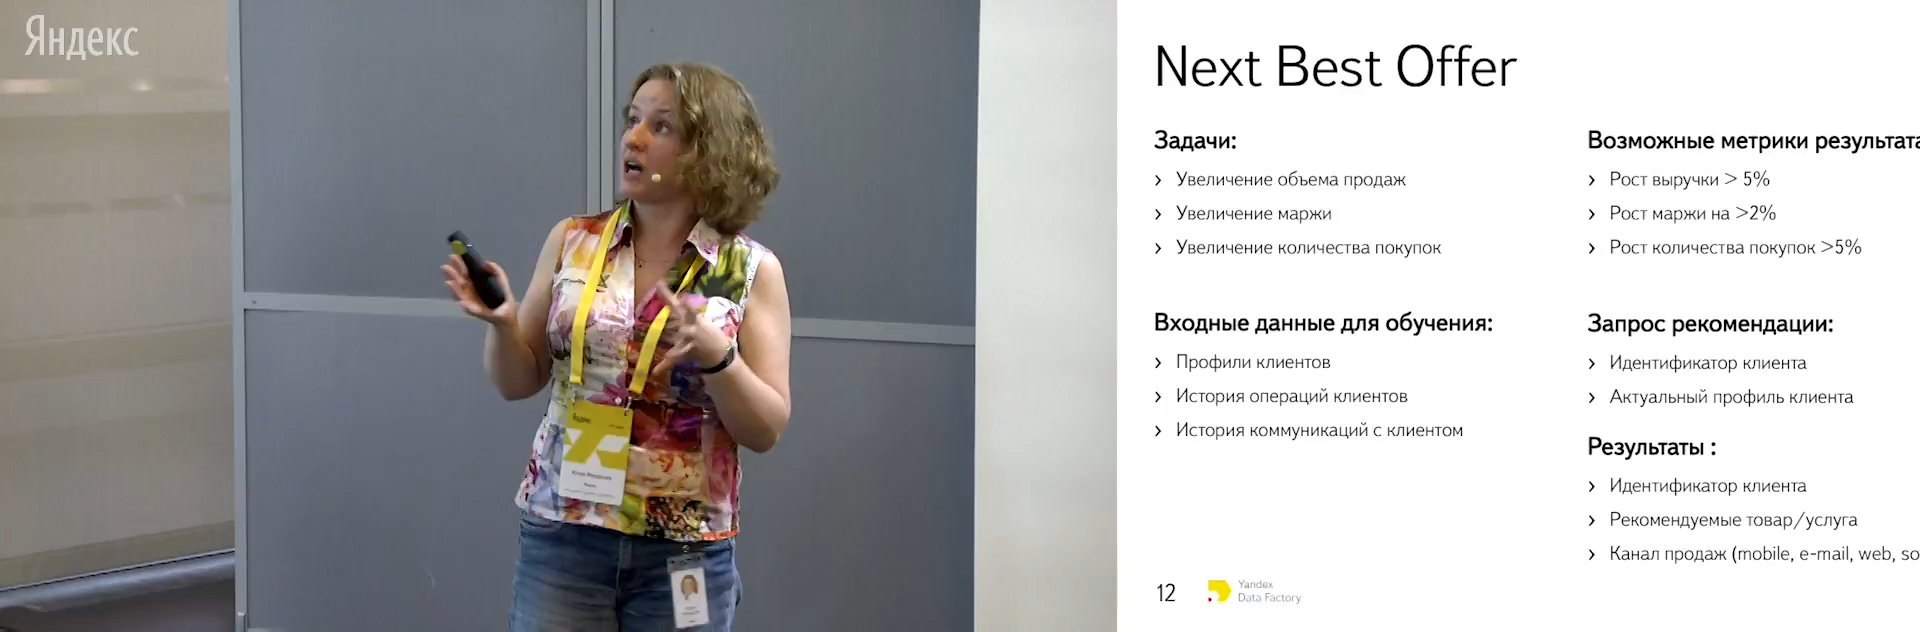 Яндекс
Яндекс
Next Best Offer
Задачи:
› Увеличение объема продаж
› Увеличение маржи
› Увеличение количества покупок
Входные данные для обучения:
› Профили клиентов
› История операций клиентов
› История коммуникаций с клиентом
Возможные метрики результата
› Рост выручки > 5%
› Рост маржи на >2%
› Рост количества покупок >5%
Запрос рекомендации:
› Идентификатор клиента
› Актуальный профиль клиента
Результаты :
› Идентификатор клиента
› Рекомендуемые товар/услуга
› Канал продаж (mobile, e-mail, web, so
12
Yandex
Data Factory